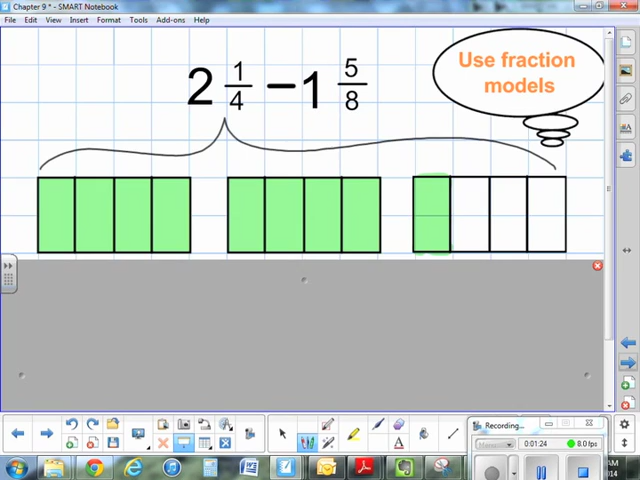 Chapter 9 * - SMART Notebook
File Edit View Insert Format Tools Add-ons Help
2 1/4 − 1 5/8
Use fraction
models
Recording...
0:01:24
8.0 fps